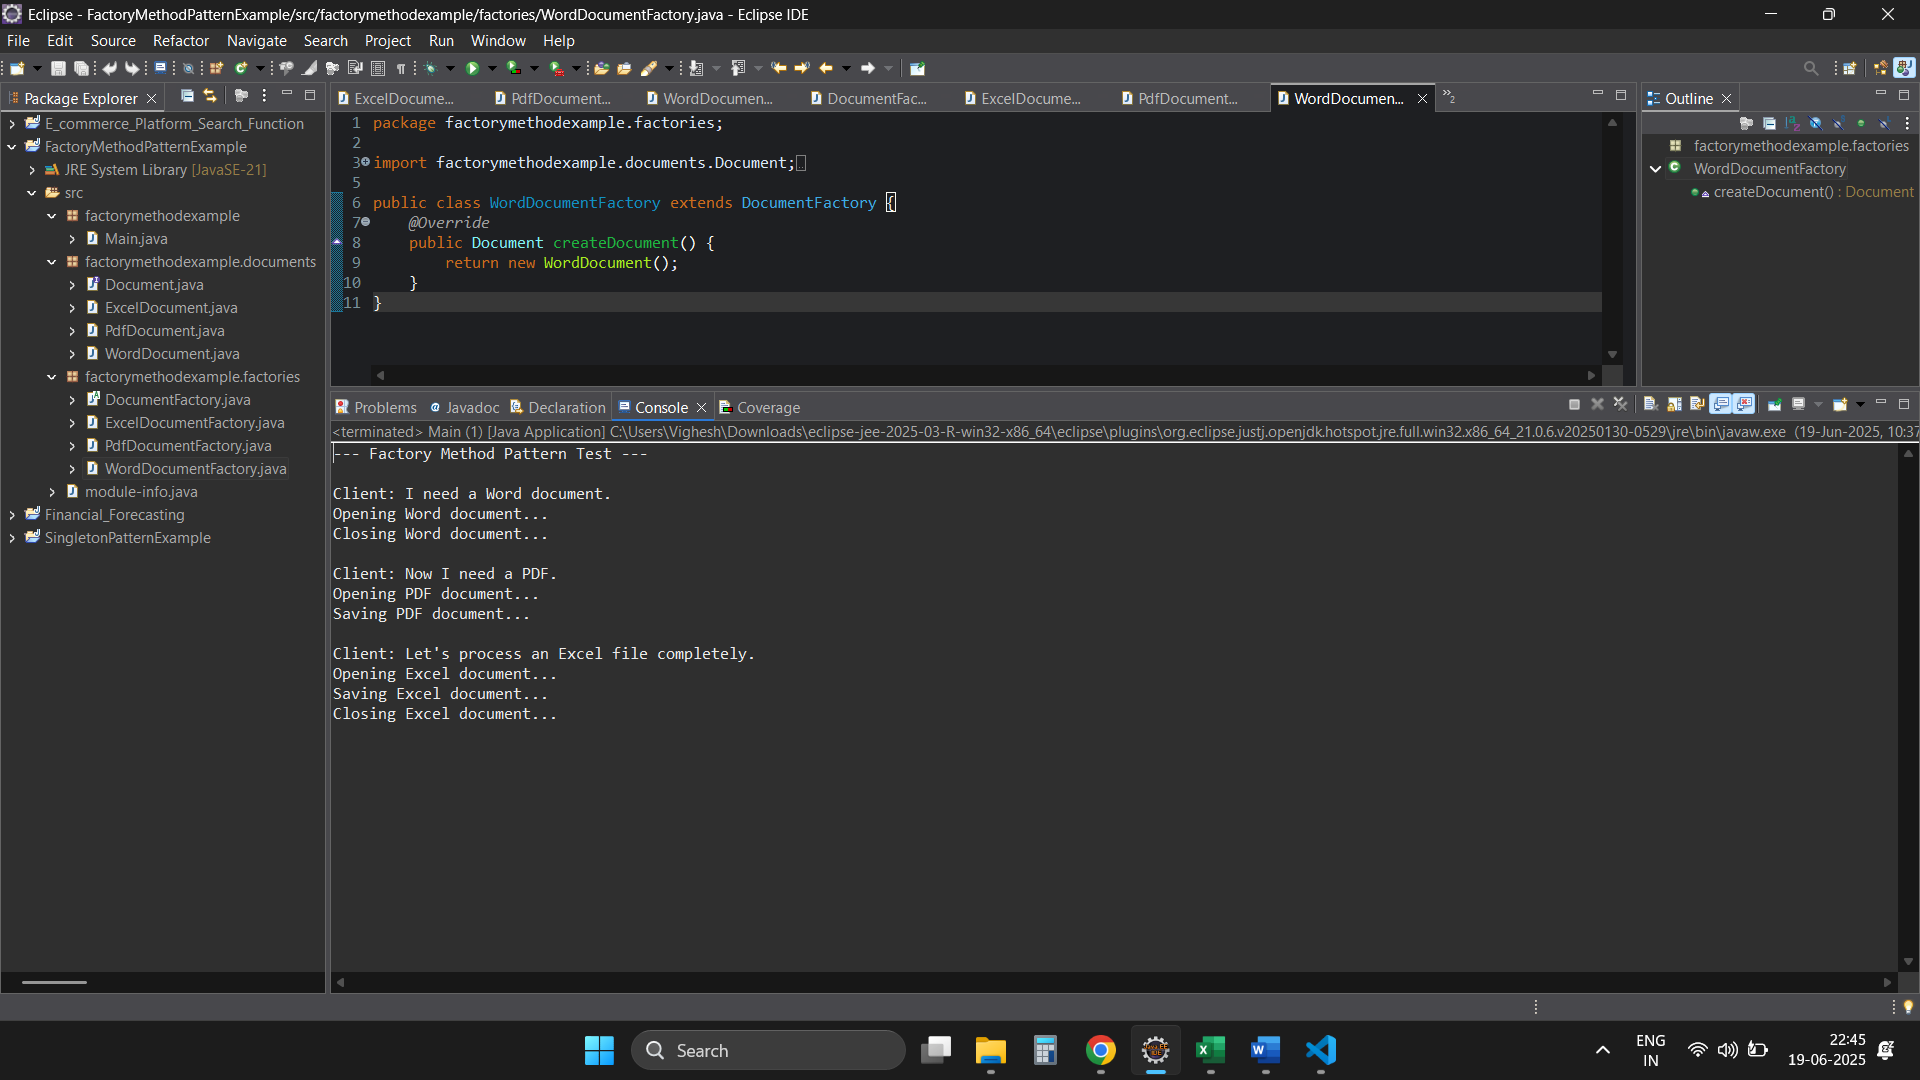 Eclipse - FactoryMethodPatternExample/src/factorymethodexample/factories/WordDocumentFactory.java - Eclipse IDE
File Edit Source Refactor Navigate Search Project Run Window Help
Package Explorer
E_commerce_Platform_Search_Function
FactoryMethodPatternExample
JRE System Library [JavaSE-21]
src
factorymethodexample
Main.java
factorymethodexample.documents
Document.java
ExcelDocument.java
PdfDocument.java
WordDocument.java
factorymethodexample.factories
DocumentFactory.java
ExcelDocumentFactory.java
PdfDocumentFactory.java
WordDocumentFactory.java
module-info.java
Financial_Forecasting
SingletonPatternExample
ExcelDocume... PdfDocument... WordDocumen... DocumentFac... ExcelDocume... PdfDocument... WordDocumen... »2
1 package factorymethodexample.factories;
2
3 import factorymethodexample.documents.Document;
5
6 public class WordDocumentFactory extends DocumentFactory {
7 @Override
8 public Document createDocument() {
9 return new WordDocument();
10 }
11 }
Outline
factorymethodexample.factories
WordDocumentFactory
createDocument() : Document
Problems @ Javadoc Declaration Console Coverage
<terminated> Main (1) [Java Application] C:\Users\Vighesh\Downloads\eclipse-jee-2025-03-R-win32-x86_64\eclipse\plugins\org.eclipse.justj.openjdk.hotspot.jre.full.win32.x86_64_21.0.6.v20250130-0529\jre\bin\javaw.exe (19-Jun-2025, 10:37
--- Factory Method Pattern Test ---
Client: I need a Word document.
Opening Word document...
Closing Word document...
Client: Now I need a PDF.
Opening PDF document...
Saving PDF document...
Client: Let's process an Excel file completely.
Opening Excel document...
Saving Excel document...
Closing Excel document...
Search
ENG
IN
22:45
19-06-2025